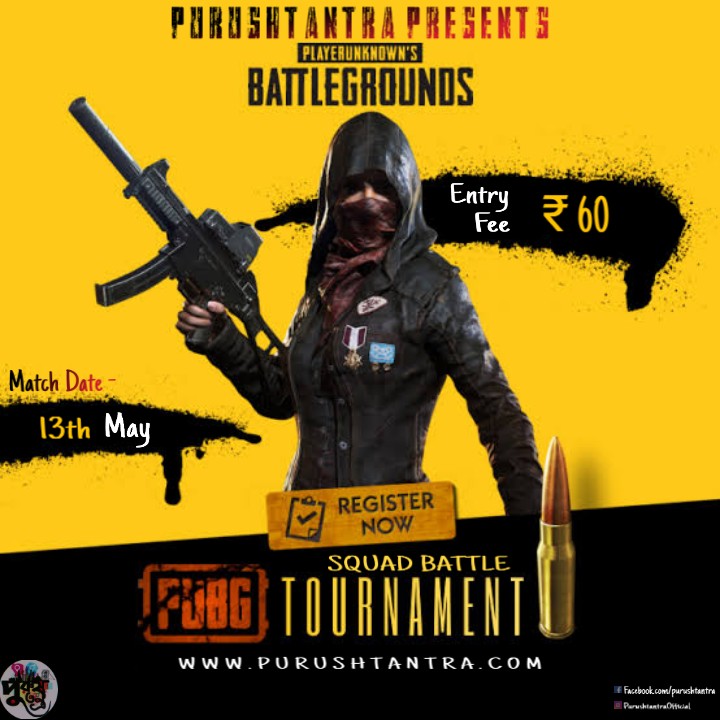 PURUSHTANTRA PRESENTS
PLAYERUNKNOWN'S
BATTLEGROUNDS
Entry
Fee
₹ 60
Match Date -
13th May
REGISTER
NOW
SQUAD BATTLE
PUBG TOURNAMENT
WWW.PURUSHTANTRA.COM
Facebook.com/purushtantra
PurushtantraOfficial